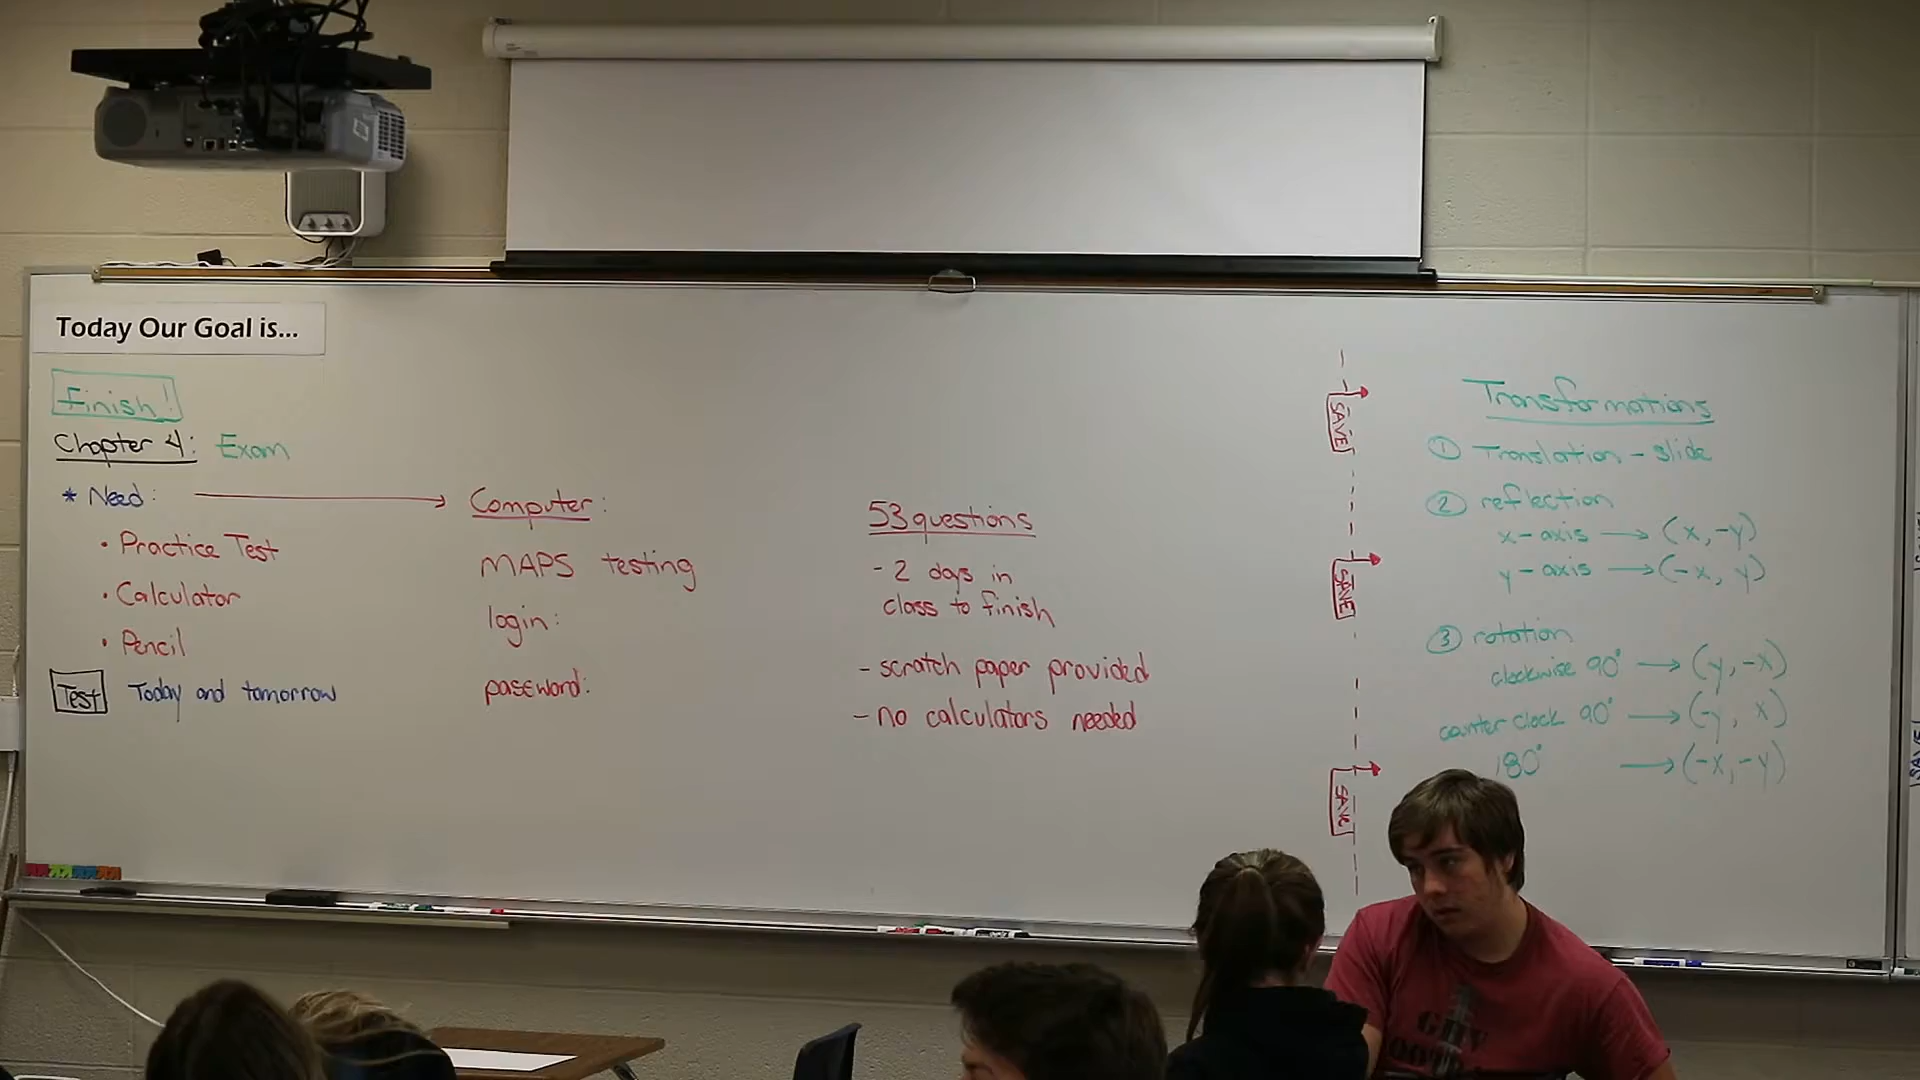 Today Our Goal is...
Finish!
Chapter 4: Exam
* Need:
• Practice Test
• Calculator
• Pencil
Test Today and tomorrow
Computer:
MAPS testing
login:
password:
53 questions
- 2 days in
class to finish
- scratch paper provided
- no calculators needed
SAVE
SAVE
SAVE
Transformations
① Translation - slide
② reflection
x-axis → (x, -y)
y-axis → (-x, y)
③ rotation
clockwise 90° → (y, -x)
counter clock 90° → (-y, x)
180° → (-x, -y)
SAVE